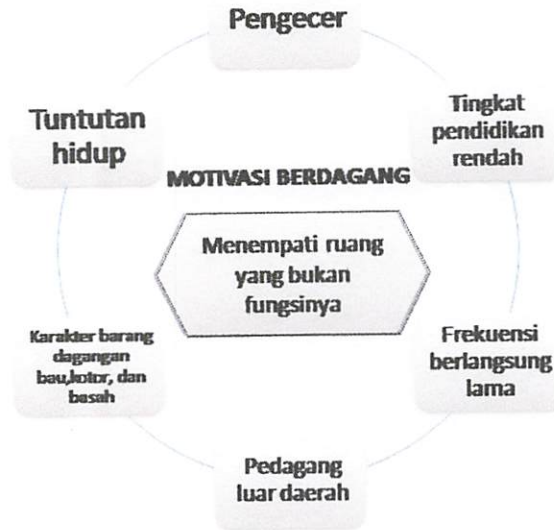 Pengecer
Tingkat
pendidikan
rendah
Frekuensi
berlangsung
lama
Pedagang
luar daerah
Karakter barang
dagangan
bau,kotor, dan
basah
Tuntutan
hidup
MOTIVASI BERDAGANG
Menempati ruang
yang bukan
fungsinya